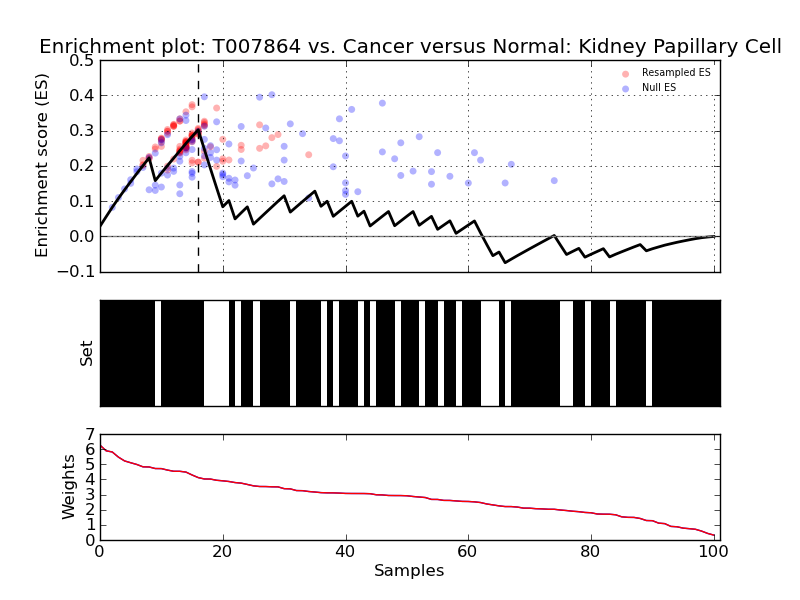 Enrichment plot: T007864 vs. Cancer versus Normal: Kidney Papillary Cell
0.5
0.4
0.3
0.2
0.1
0.0
−0.1
Enrichment score (ES)
Resampled ES
Null ES
Set
7
6
5
4
3
2
1
0
Weights
0 20 40 60 80 100
Samples